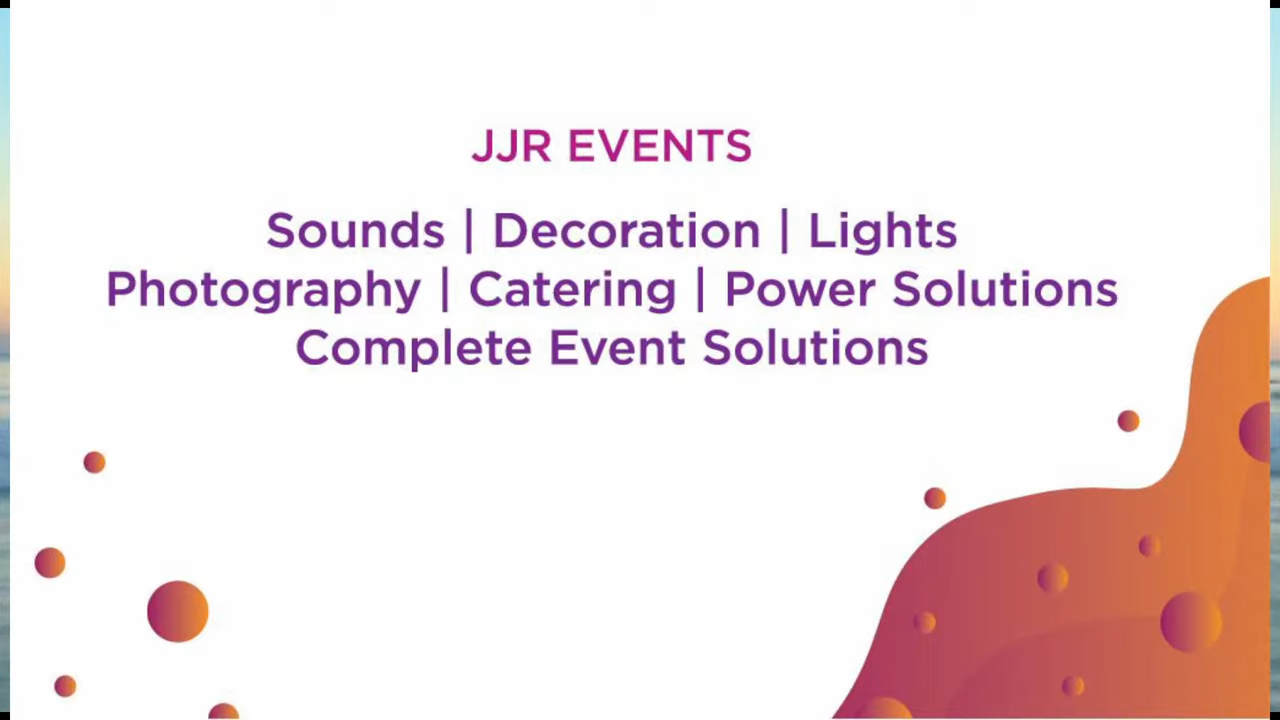 JJR EVENTS
Sounds | Decoration | Lights
Photography | Catering | Power Solutions
Complete Event Solutions